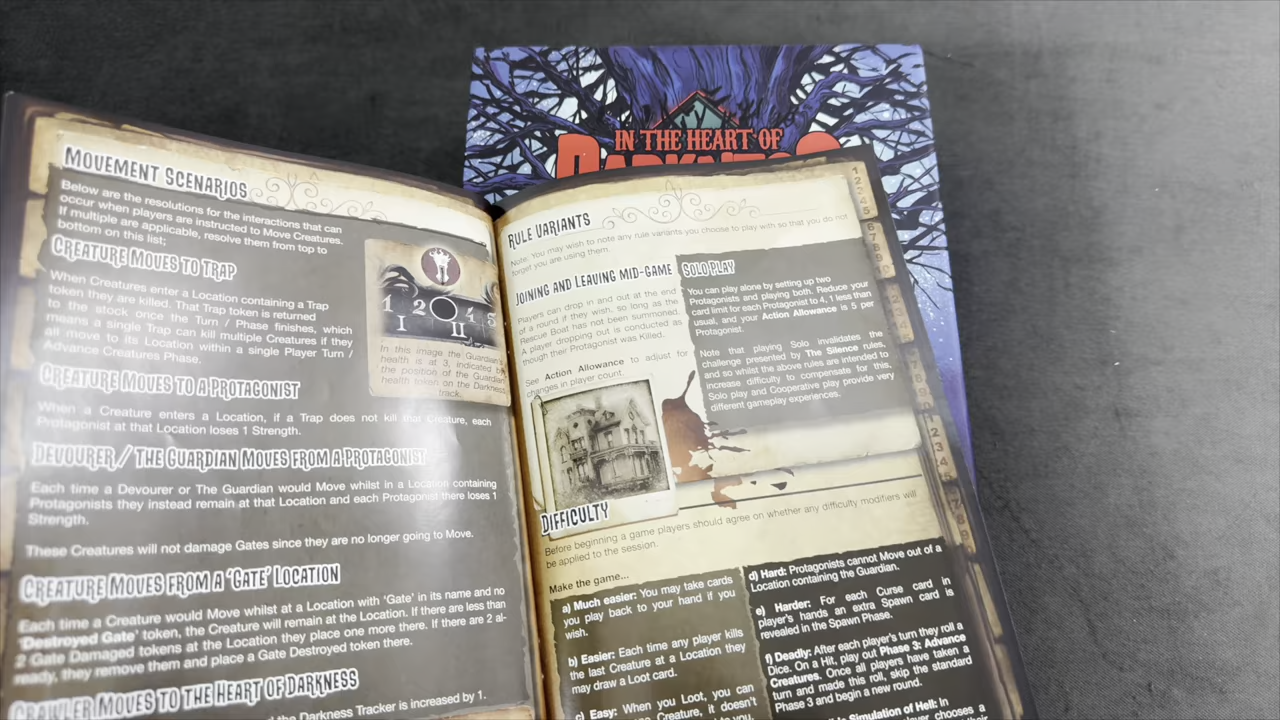 IN THE HEART OF
DARKNESS
MOVEMENT SCENARIOS
Below are the resolutions for the interactions that can
occur when players are instructed to Move Creatures.
If multiple are applicable, resolve them from top to
bottom on this list;
CREATURE MOVES TO TRAP
When Creatures enter a Location containing a Trap
token they are killed. That Trap token is returned
to the stock once the Turn / Phase finishes, which
means a single Trap can kill multiple Creatures if they
all move to its Location within a single Player Turn /
Advance Creatures Phase.
1 2 4 5
I II
In this image the Guardian's
health is at 3, indicated by
the position of the Guardian
health token on the Darkness
track.
CREATURE MOVES TO A PROTAGONIST
When a Creature enters a Location, if a Trap does not kill that Creature, each
Protagonist at that Location loses 1 Strength.
DEVOURER / THE GUARDIAN MOVES FROM A PROTAGONIST
Each time a Devourer or The Guardian would Move whilst in a Location containing
Protagonists they instead remain at that Location and each Protagonist there loses 1
Strength.
These Creatures will not damage Gates since they are no longer going to Move.
CREATURE MOVES FROM A 'GATE' LOCATION
Each time a Creature would Move whilst at a Location with 'Gate' in its name and no
'Destroyed Gate' token, the Creature will remain at the Location. If there are less than
2 Gate Damaged tokens at the Location they place one more there. If there are 2 al-
ready, they remove them and place a Gate Destroyed token there.
CRAWLER MOVES TO THE HEART OF DARKNESS
the Darkness Tracker is increased by 1.
RULE VARIANTS
Note: You may wish to note any rule variants you choose to play with so that you do not
forget you are using them.
JOINING AND LEAVING MID-GAME
Players can drop in and out at the end
of a round if they wish, so long as the
Rescue Boat has not been summoned.
A player dropping out is conducted as
though their Protagonist was Killed.
See Action Allowance to adjust for
changes in player count.
SOLO PLAY
You can play alone by setting up two
Protagonists and playing both. Reduce your
card limit for each Protagonist to 4, 1 less than
usual, and your Action Allowance is 5 per
Protagonist.
Note that playing Solo invalidates the
challenge presented by The Silence rules,
and so whilst the above rules are intended to
increase difficulty to compensate for this,
Solo play and Cooperative play provide very
different gameplay experiences.
DIFFICULTY
Before beginning a game players should agree on whether any difficulty modifiers will
be applied to the session.
Make the game...
a) Much easier: You may take cards
you play back to your hand if you
wish.
b) Easier: Each time any player kills
the last Creature at a Location they
may draw a Loot card.
c) Easy: When you Loot, you can
Creature, it doesn't
d) Hard: Protagonists cannot Move out of a
Location containing the Guardian.
e) Harder: For each Curse card in
player's hands an extra Spawn card is
revealed in the Spawn Phase.
f) Deadly: After each player's turn they roll a
Dice. On a Hit, play out Phase 3: Advance
Creatures. Once all players have taken a
turn and made this roll, skip the standard
Phase 3 and begin a new round.
Simulation of Hell: In
player chooses a